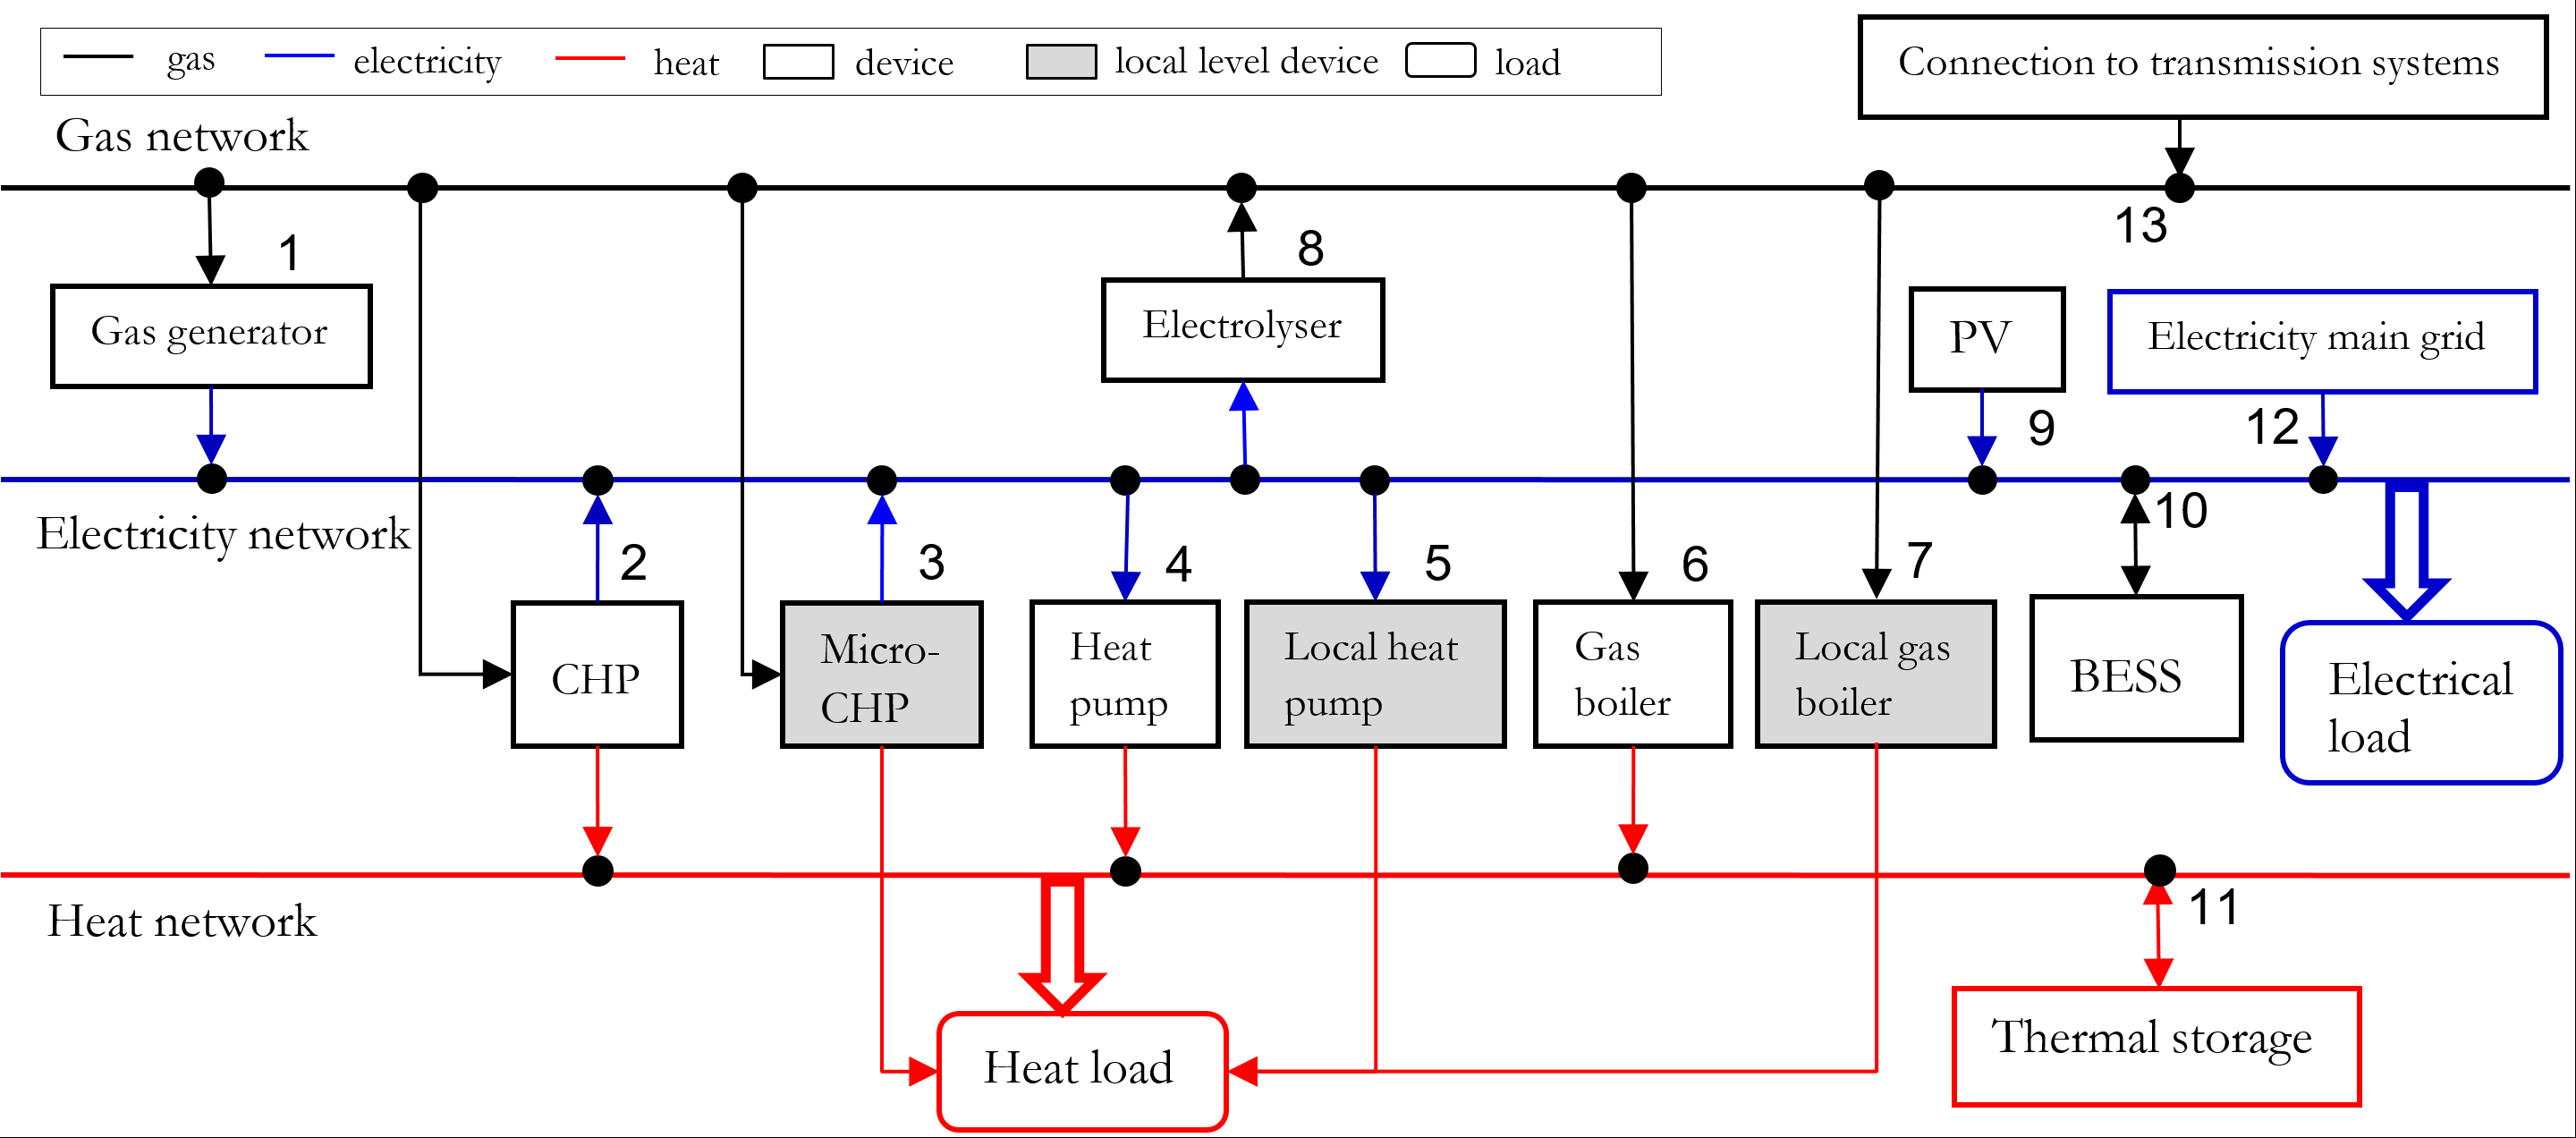 gas electricity heat device local level device load
Connection to transmission systems
Gas network
13
1
8
Gas generator
Electrolyser
PV
Electricity main grid
9
12
Electricity network
10
2
3
4
5
6
7
CHP
Micro-
CHP
Heat
pump
Local heat
pump
Gas
boiler
Local gas
boiler
BESS
Electrical
load
Heat network
11
Heat load
Thermal storage